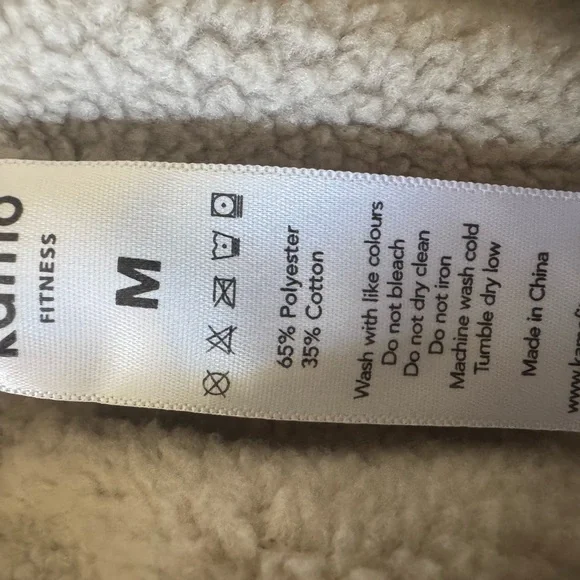 kamo
FITNESS
M
65% Polyester
35% Cotton
Wash with like colours
Do not bleach
Do not dry clean
Do not iron
Machine wash cold
Tumble dry low
Made in China